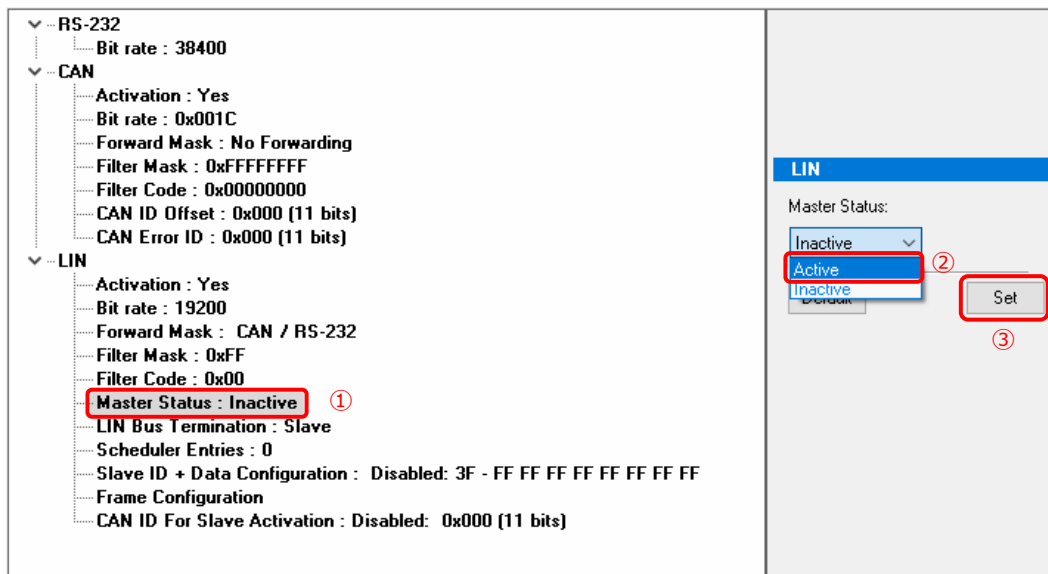 RS-232
Bit rate : 38400
CAN
Activation : Yes
Bit rate : 0x001C
Forward Mask : No Forwarding
Filter Mask : 0xFFFFFFFF
Filter Code : 0x00000000
CAN ID Offset : 0x000 (11 bits)
CAN Error ID : 0x000 (11 bits)
LIN
Activation : Yes
Bit rate : 19200
Forward Mask : CAN / RS-232
Filter Mask : 0xFF
Filter Code : 0x00
Master Status : Inactive ①
LIN Bus Termination : Slave
Scheduler Entries : 0
Slave ID + Data Configuration : Disabled: 3F - FF FF FF FF FF FF FF FF
Frame Configuration
CAN ID For Slave Activation : Disabled: 0x000 (11 bits)
LIN
Master Status:
Inactive
Active ②
Inactive
Default
Set
③